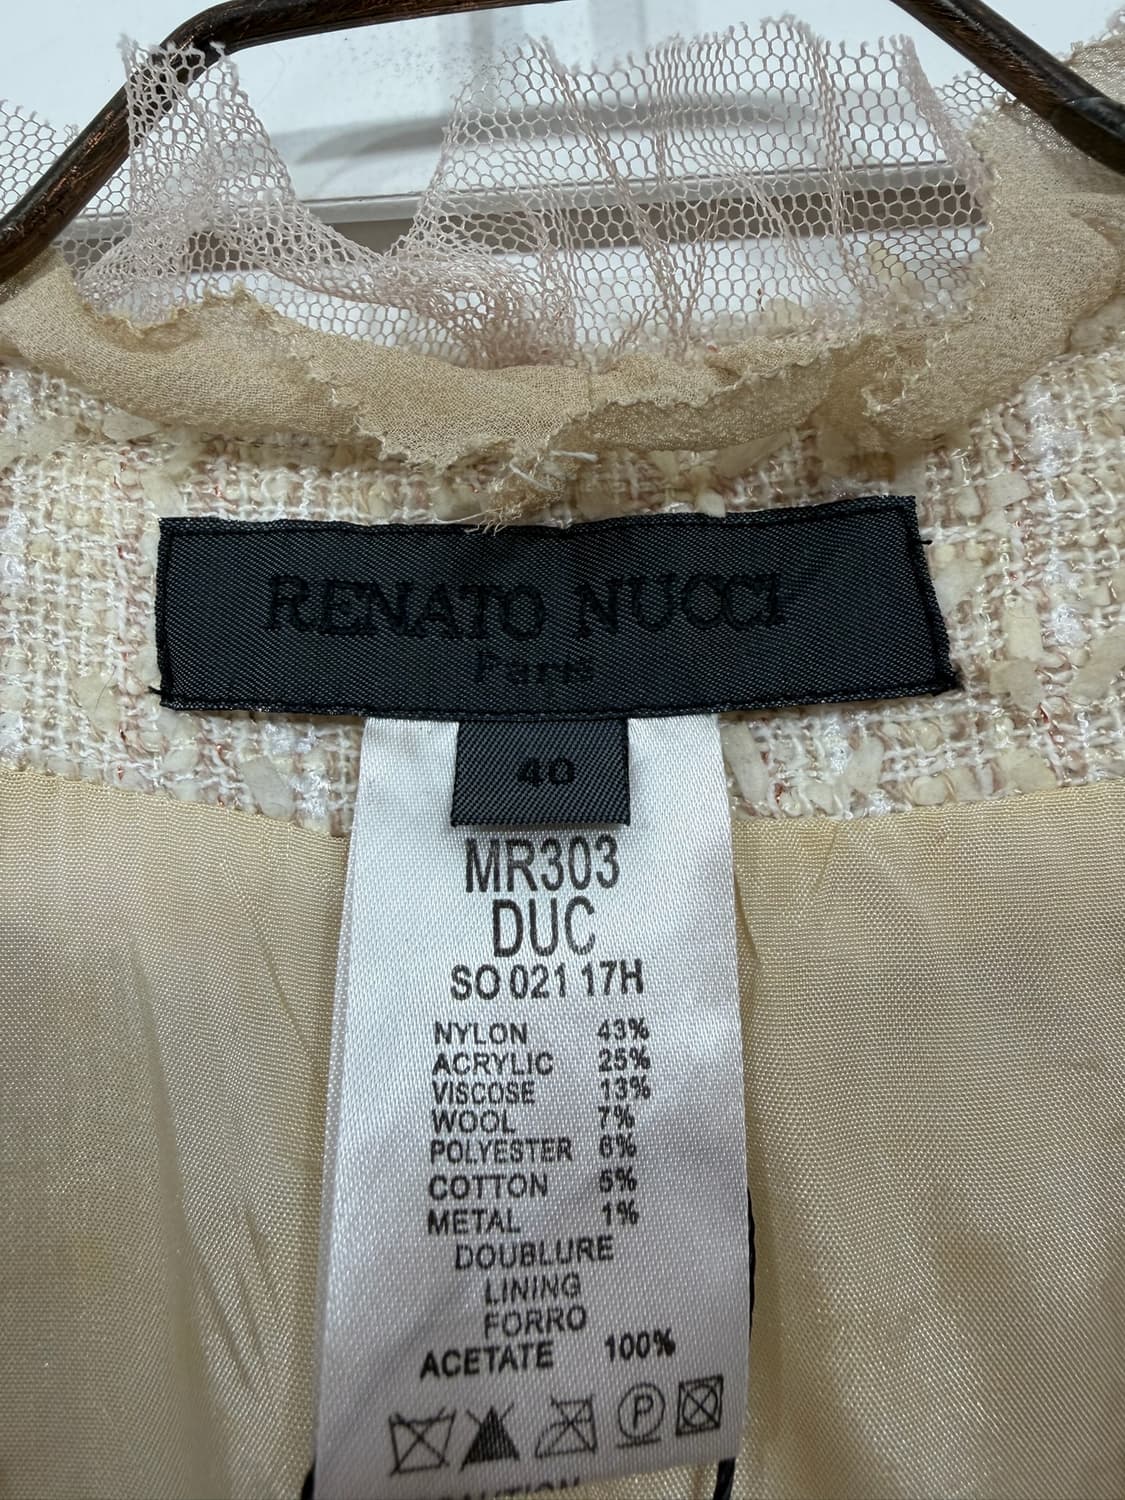 RENATO NUCCI
Paris
40
MR303
DUC
SO 021 17H
NYLON 43%
ACRYLIC 25%
VISCOSE 13%
WOOL 7%
POLYESTER 6%
COTTON 5%
METAL 1%
DOUBLURE
LINING
FORRO
ACETATE 100%
P